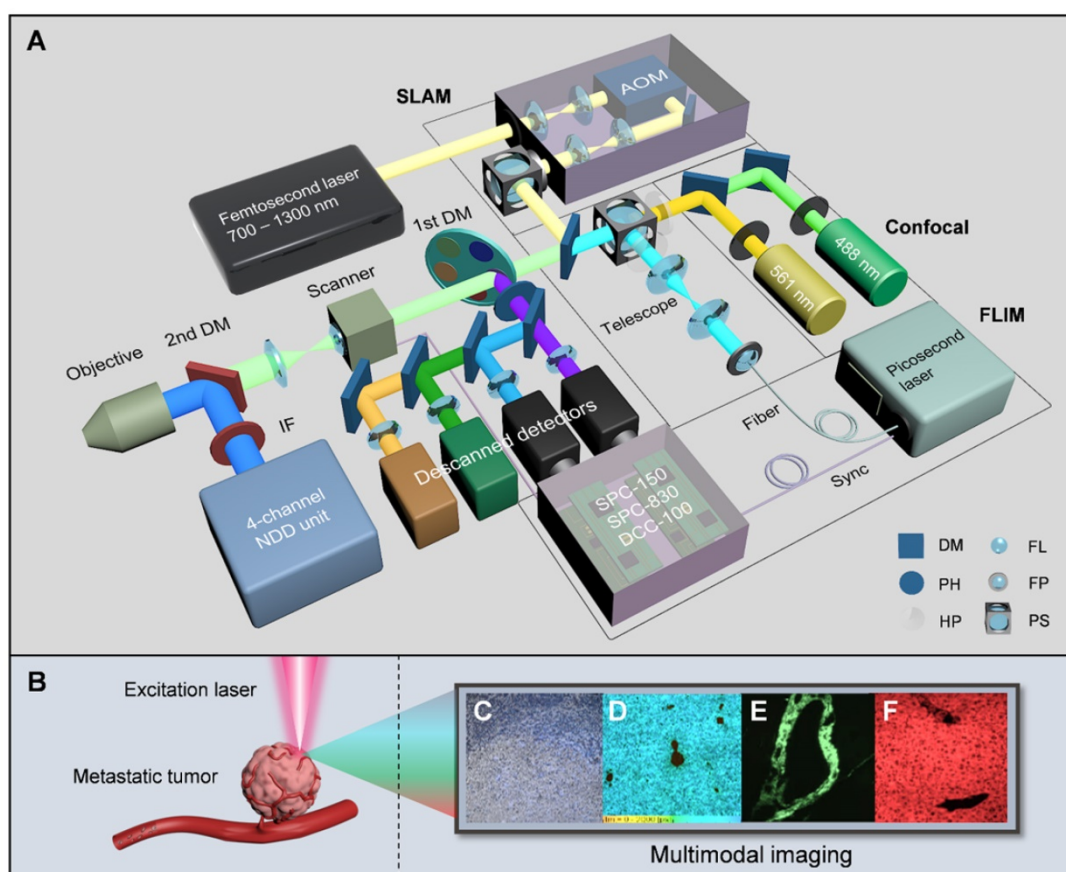 A
SLAM
AOM
Femtosecond laser
700 – 1300 nm
1st DM
Confocal
488 nm
561 nm
Scanner
2nd DM
Objective
Telescope
FLIM
Picosecond
laser
IF
Fiber
Descanned detectors
Sync
4-channel
NDD unit
SPC-150
SPC-830
DCC-100
DM
FL
PH
FP
HP
PS
B
Excitation laser
Metastatic tumor
C
D
E
F
Multimodal imaging